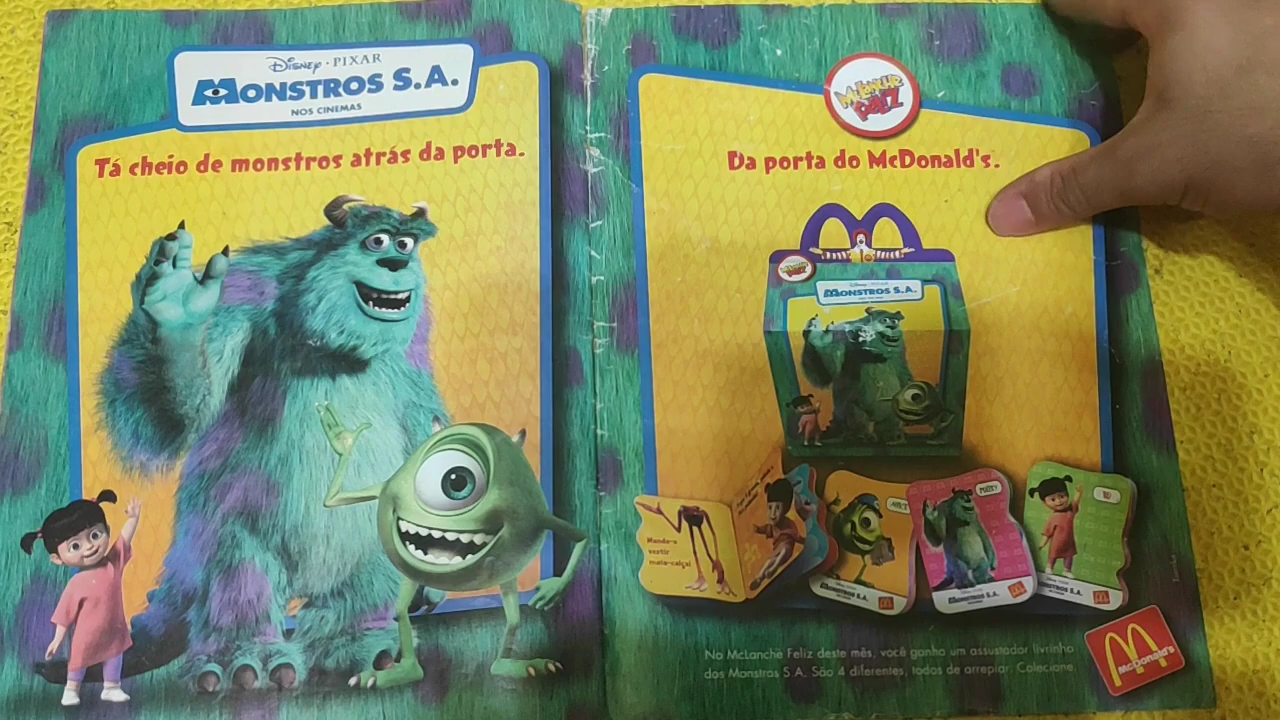 Disney · PIXAR
MONSTROS S.A.
NOS CINEMAS
Tá cheio de monstros atrás da porta.
McLanche
Feliz
Da porta do McDonald's.
MONSTROS S.A.
Mande-o
vestir
meia-calça!
MONSTROS S.A.
No McLanche Feliz deste mês, você ganha um assustador livrinho
dos Monstros S.A. São 4 diferentes, todos de arrepiar. Colecione.
McDonald's